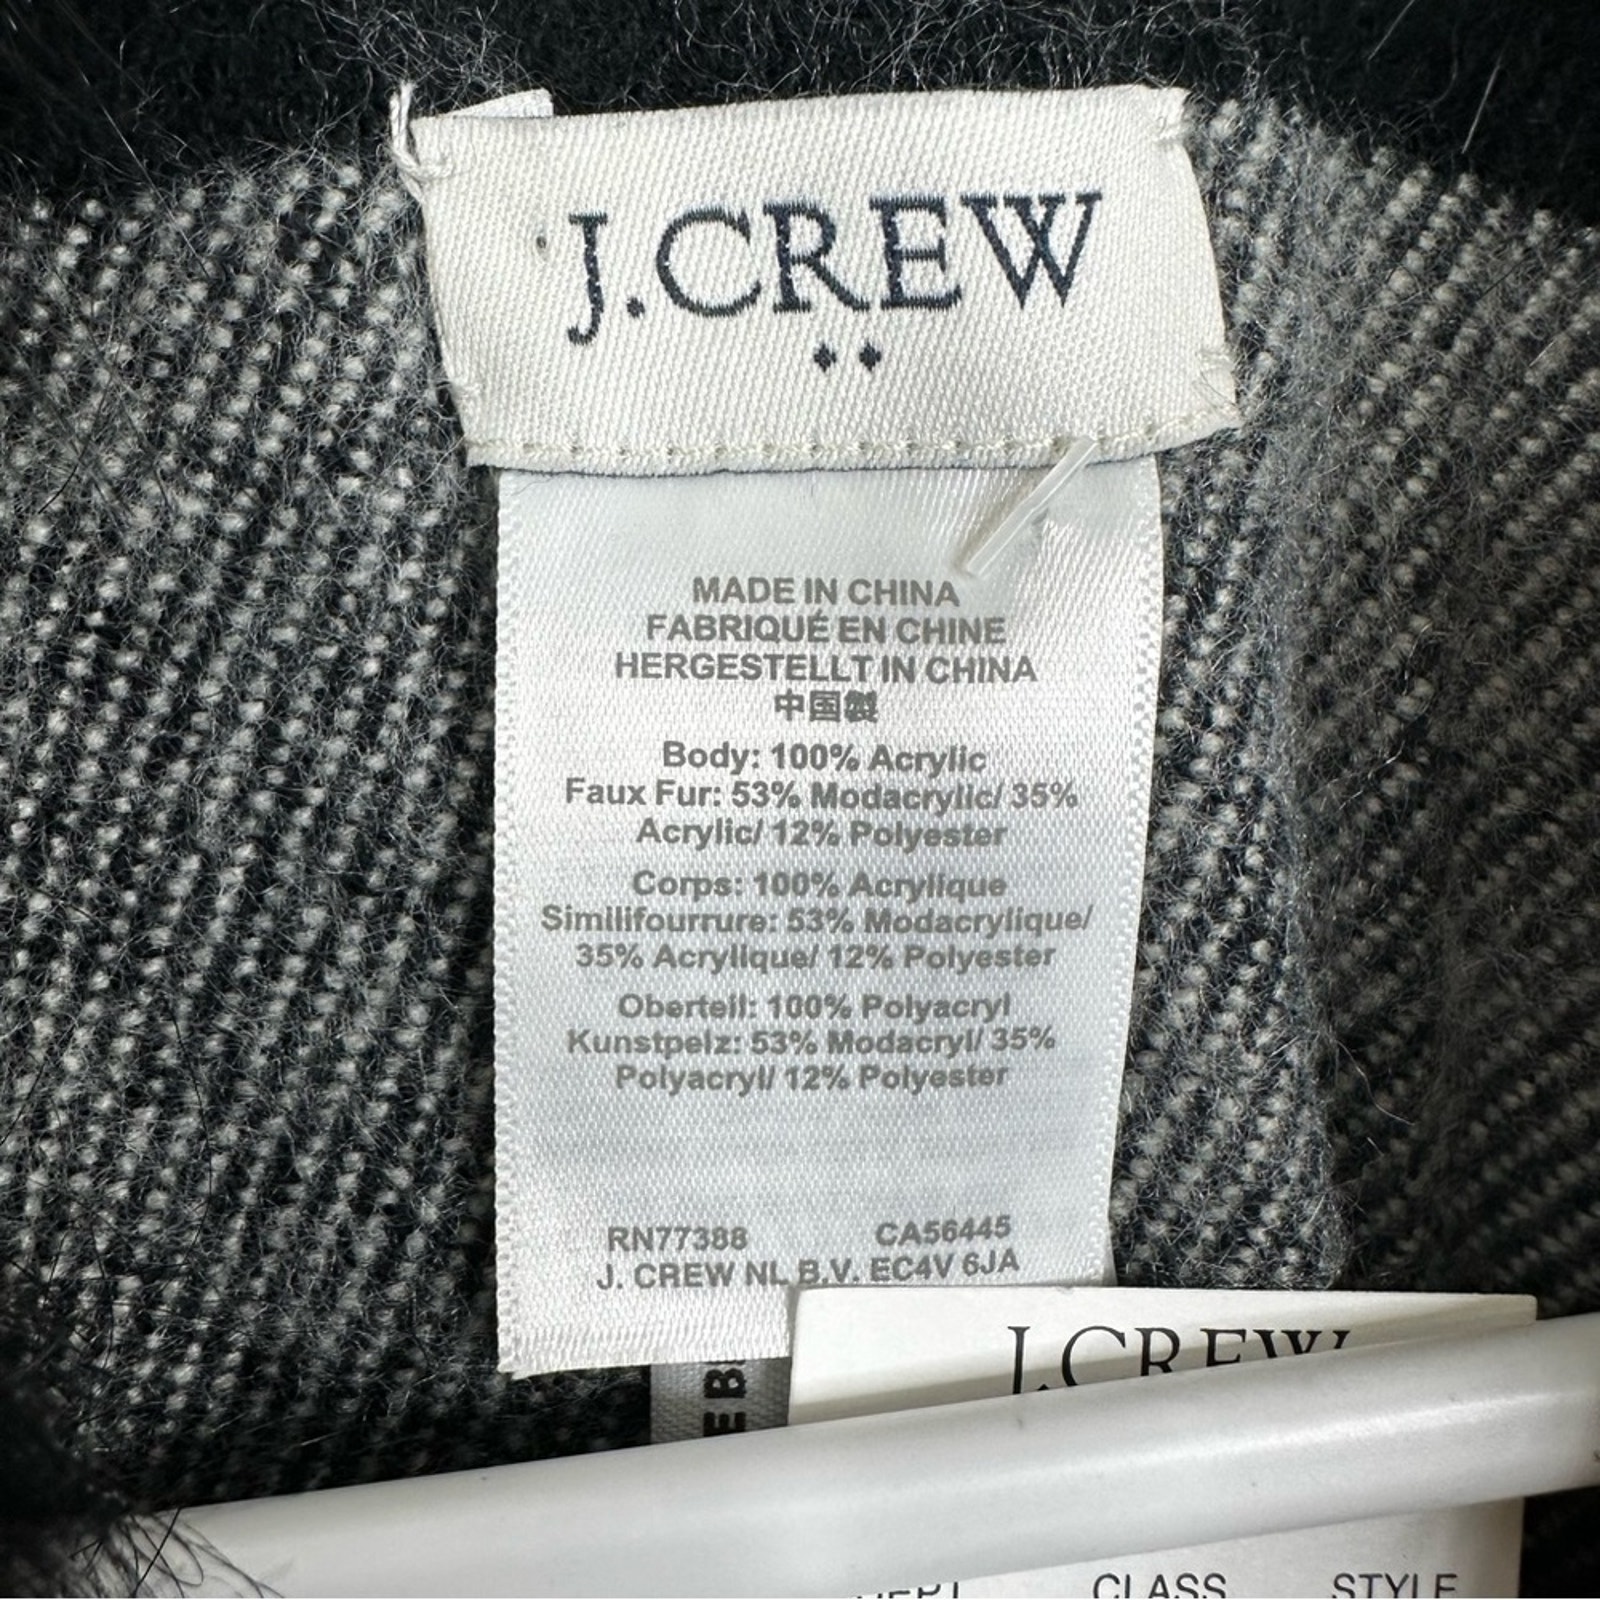 J.CREW
MADE IN CHINA
FABRIQUÉ EN CHINE
HERGESTELLT IN CHINA
中国製
Body: 100% Acrylic
Faux Fur: 53% Modacrylic/ 35%
Acrylic/ 12% Polyester
Corps: 100% Acrylique
Similifourrure: 53% Modacrylique/
35% Acrylique/ 12% Polyester
Oberteil: 100% Polyacryl
Kunstpelz: 53% Modacryl/ 35%
Polyacryl/ 12% Polyester
RN77388 CA56445
J. CREW NL B.V. EC4V 6JA
J.CREW
CLASS STYLE